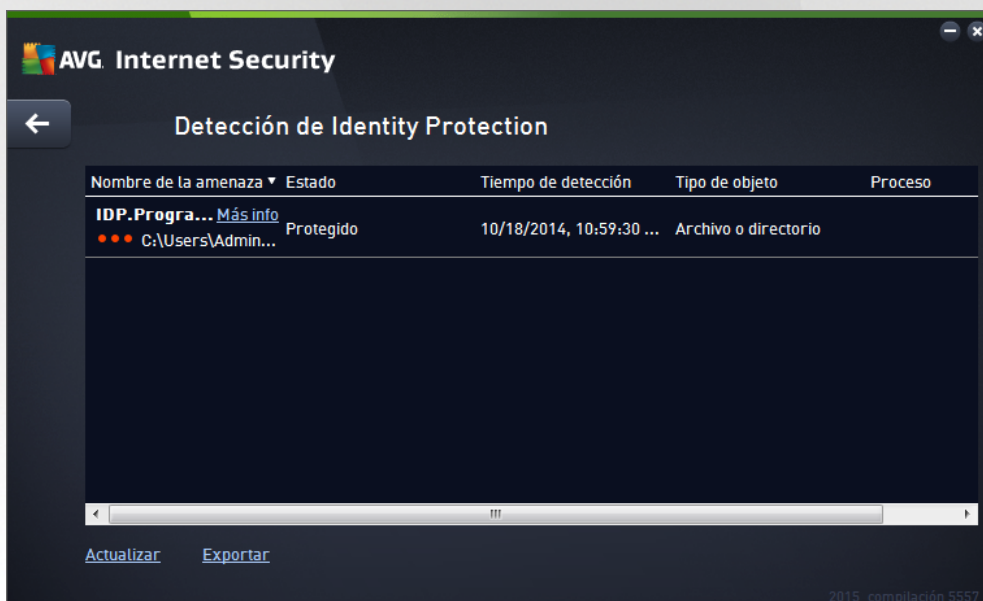 AVG Internet Security
Detección de Identity Protection
Nombre de la amenaza Estado Tiempo de detección Tipo de objeto Proceso
IDP.Progra... Más info Protegido 10/18/2014, 10:59:30 ... Archivo o directorio
C:\Users\Admin...
Actualizar Exportar
2015 compilación 5557